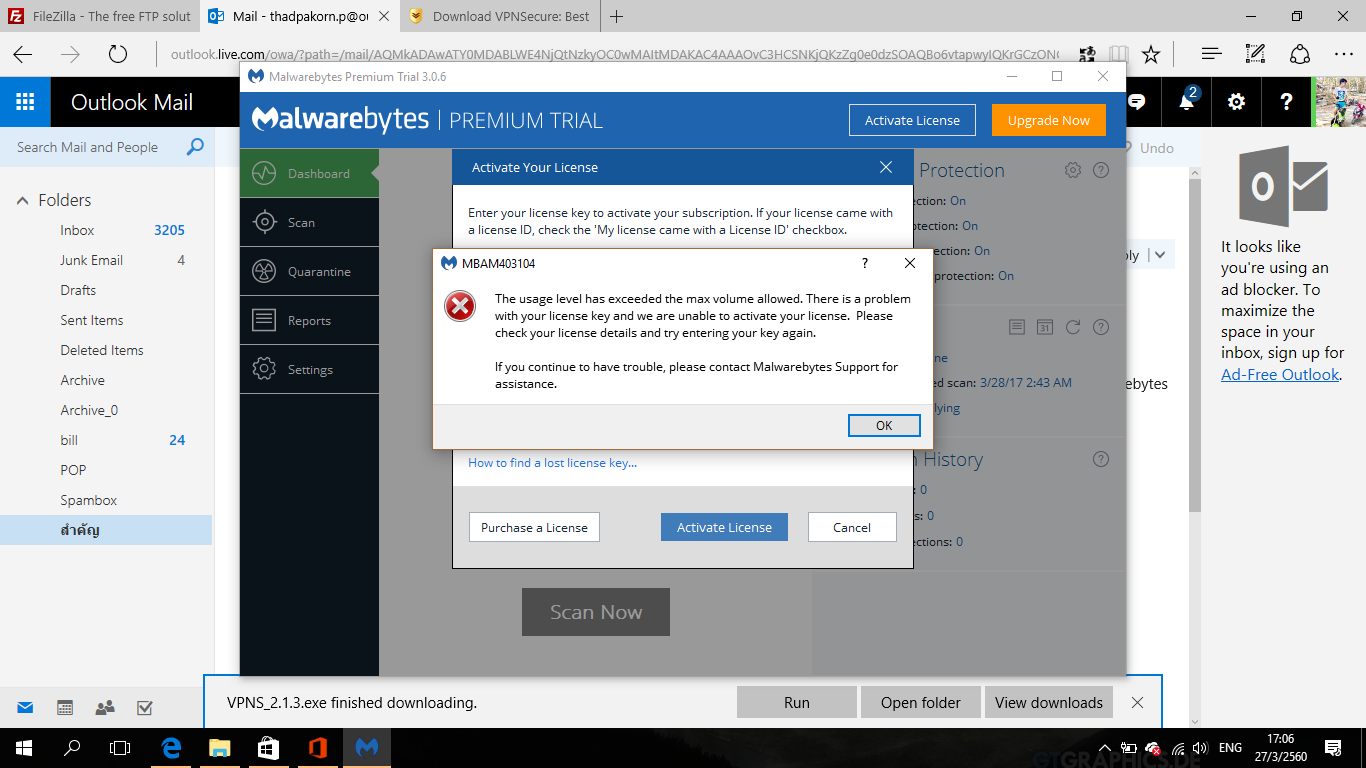 FileZilla - The free FTP solut
Mail - thadpakorn.p@ou
Download VPNSecure: Best
outlook.live.com/owa/?path=/mail/AQMkADAwATY0MDABLWE4NjQtNzkyOC0wMAItMDAKAC4AAAOvC3HCSNKjQKzZg0e0dzSOAQBo6vtapwyIQKrGCzONG
Malwarebytes Premium Trial 3.0.6
Outlook Mail
2
Malwarebytes | PREMIUM TRIAL
Activate License
Upgrade Now
Search Mail and People
Undo
Folders
Inbox 3205
Junk Email 4
Drafts
Sent Items
Deleted Items
Archive
Archive_0
bill 24
POP
Spambox
สำคัญ
Dashboard
Scan
Quarantine
Reports
Settings
Activate Your License
Enter your license key to activate your subscription. If your license came with
a license ID, check the 'My license came with a License ID' checkbox.
MBAM403104
The usage level has exceeded the max volume allowed. There is a problem
with your license key and we are unable to activate your license. Please
check your license details and try entering your key again.
If you continue to have trouble, please contact Malwarebytes Support for
assistance.
OK
How to find a lost license key...
Purchase a License
Activate License
Cancel
Scan Now
Protection
ection: On
otection: On
ection: On
protection: On
31
ne
ed scan: 3/28/17 2:43 AM
lying
n History
: 0
s: 0
ections: 0
ply
ebytes
It looks like
you're using an
ad blocker. To
maximize the
space in your
inbox, sign up for
Ad-Free Outlook.
VPNS_2.1.3.exe finished downloading.
Run
Open folder
View downloads
ENG
17:06
27/3/2560
GTGRAPHICS.DE